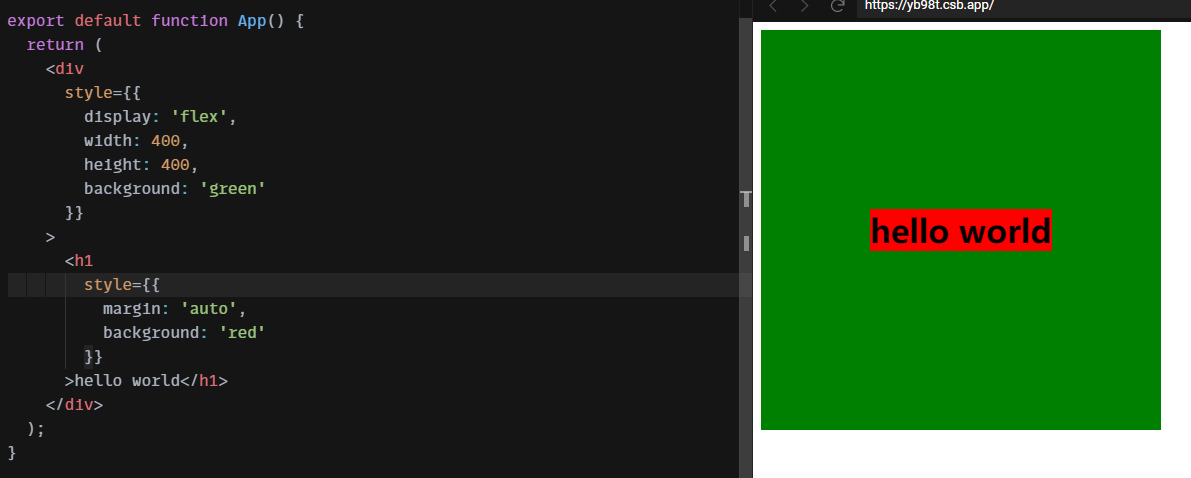 export default function App() {
return (
<div
style={{
display: 'flex',
width: 400,
height: 400,
background: 'green'
}}
>
<h1
style={{
margin: 'auto',
background: 'red'
}}
>hello world</h1>
</div>
);
}
https://yb98t.csb.app/
hello world